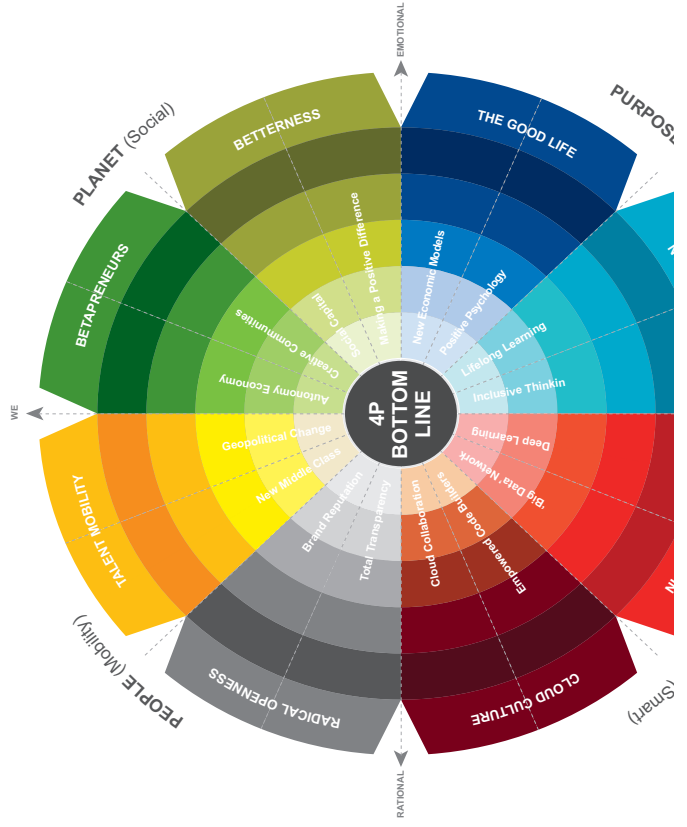 EMOTIONAL
PURPOSE
PLANET (Social)
BETTERNESS
THE GOOD LIFE
BETAPRENEURS
Making a Positive Difference
Social Capital
New Economic Models
Positive Psychology
Creative Communities
Autonomy Economy
Lifelong Learning
Inclusive Thinkin
WE
4P
BOTTOM
LINE
Geopolitical Change
New Middle Class
Deep Learning
'Big Data' Network
TALENT MOBILITY
Brand Reputation
Total Transparency
Cloud Collaboration
Empowered Code Builders
PEOPLE (Mobility)
RADICAL OPENNESS
CLOUD CULTURE
(Smart)
RATIONAL